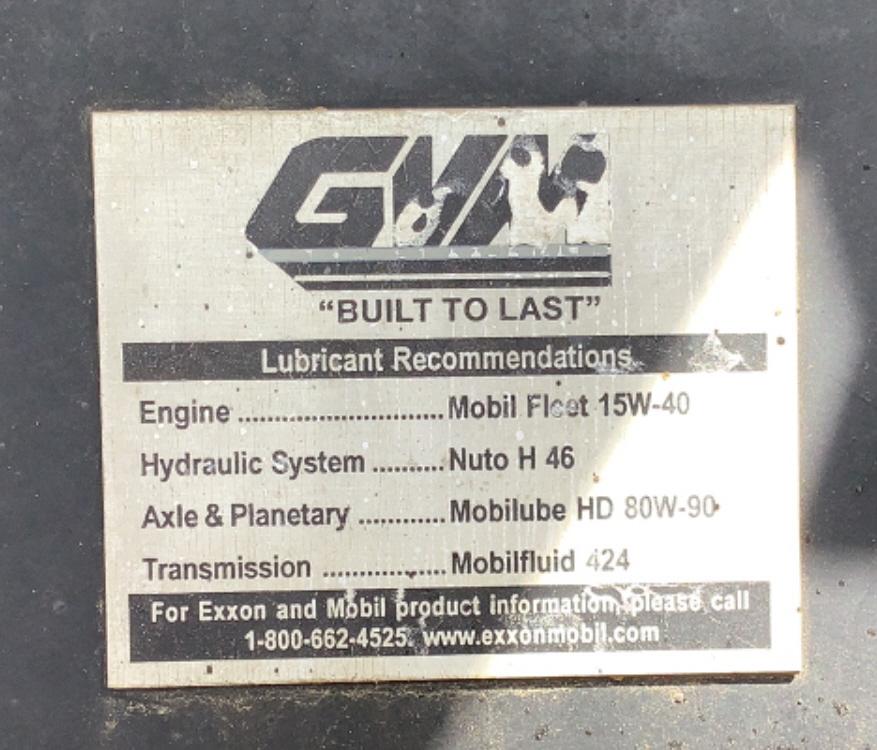 GMM
“BUILT TO LAST”
Lubricant Recommendations
Engine ............................ Mobil Fleet 15W-40
Hydraulic System .......... Nuto H 46
Axle & Planetary ............ Mobilube HD 80W-90
Transmission ................. Mobilfluid 424
For Exxon and Mobil product information, please call
1-800-662-4525. www.exxonmobil.com